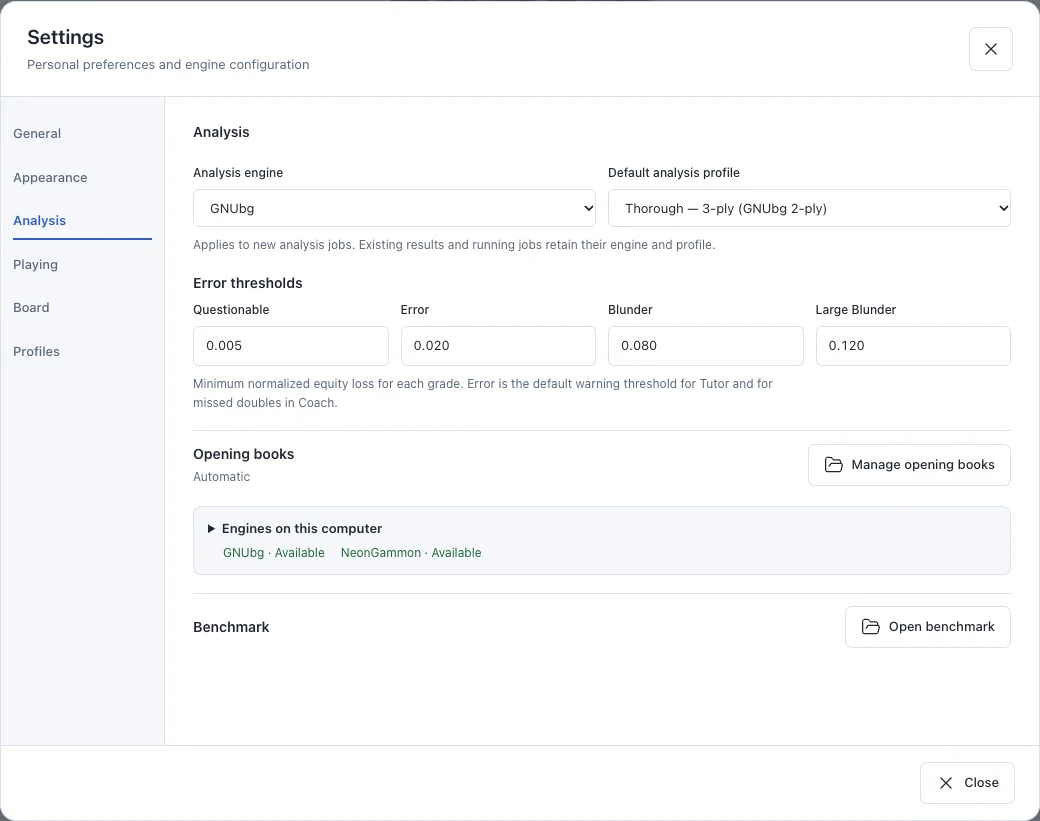 Settings
Personal preferences and engine configuration
General
Appearance
Analysis
Playing
Board
Profiles
Analysis
Analysis engine
Default analysis profile
GNUbg
Thorough — 3-ply (GNUbg 2-ply)
Applies to new analysis jobs. Existing results and running jobs retain their engine and profile.
Error thresholds
Questionable
Error
Blunder
Large Blunder
0.005
0.020
0.080
0.120
Minimum normalized equity loss for each grade. Error is the default warning threshold for Tutor and for
missed doubles in Coach.
Opening books
Automatic
Manage opening books
Engines on this computer
GNUbg · Available
NeonGammon · Available
Benchmark
Open benchmark
Close